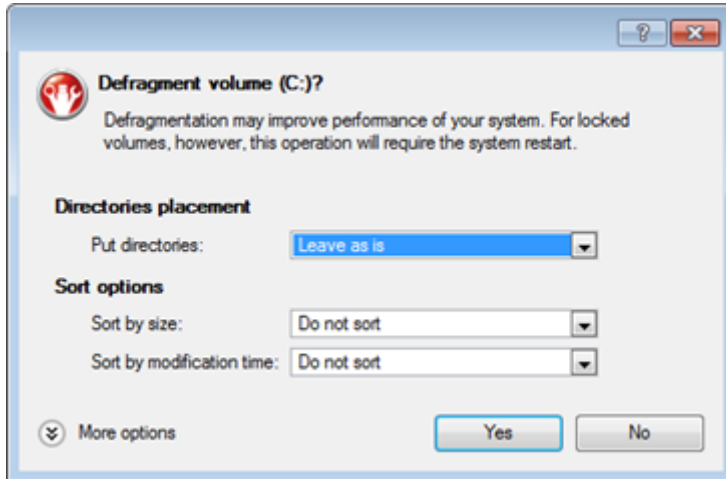 Defragment volume (C:)?
Defragmentation may improve performance of your system. For locked
volumes, however, this operation will require the system restart.
Directories placement
Put directories: Leave as is
Sort options
Sort by size: Do not sort
Sort by modification time: Do not sort
More options Yes No